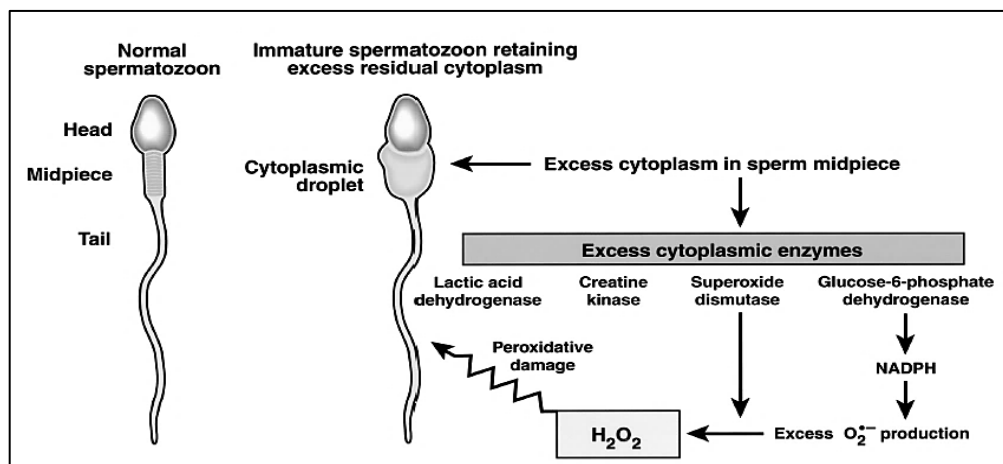 Normal
spermatozoon
Immature spermatozoon retaining
excess residual cytoplasm
Head
Midpiece
Tail
Cytoplasmic
droplet
Excess cytoplasm in sperm midpiece
Excess cytoplasmic enzymes
Lactic acid
dehydrogenase
Creatine
kinase
Superoxide
dismutase
Glucose-6-phosphate
dehydrogenase
Peroxidative
damage
NADPH
H₂O₂
Excess O₂•− production